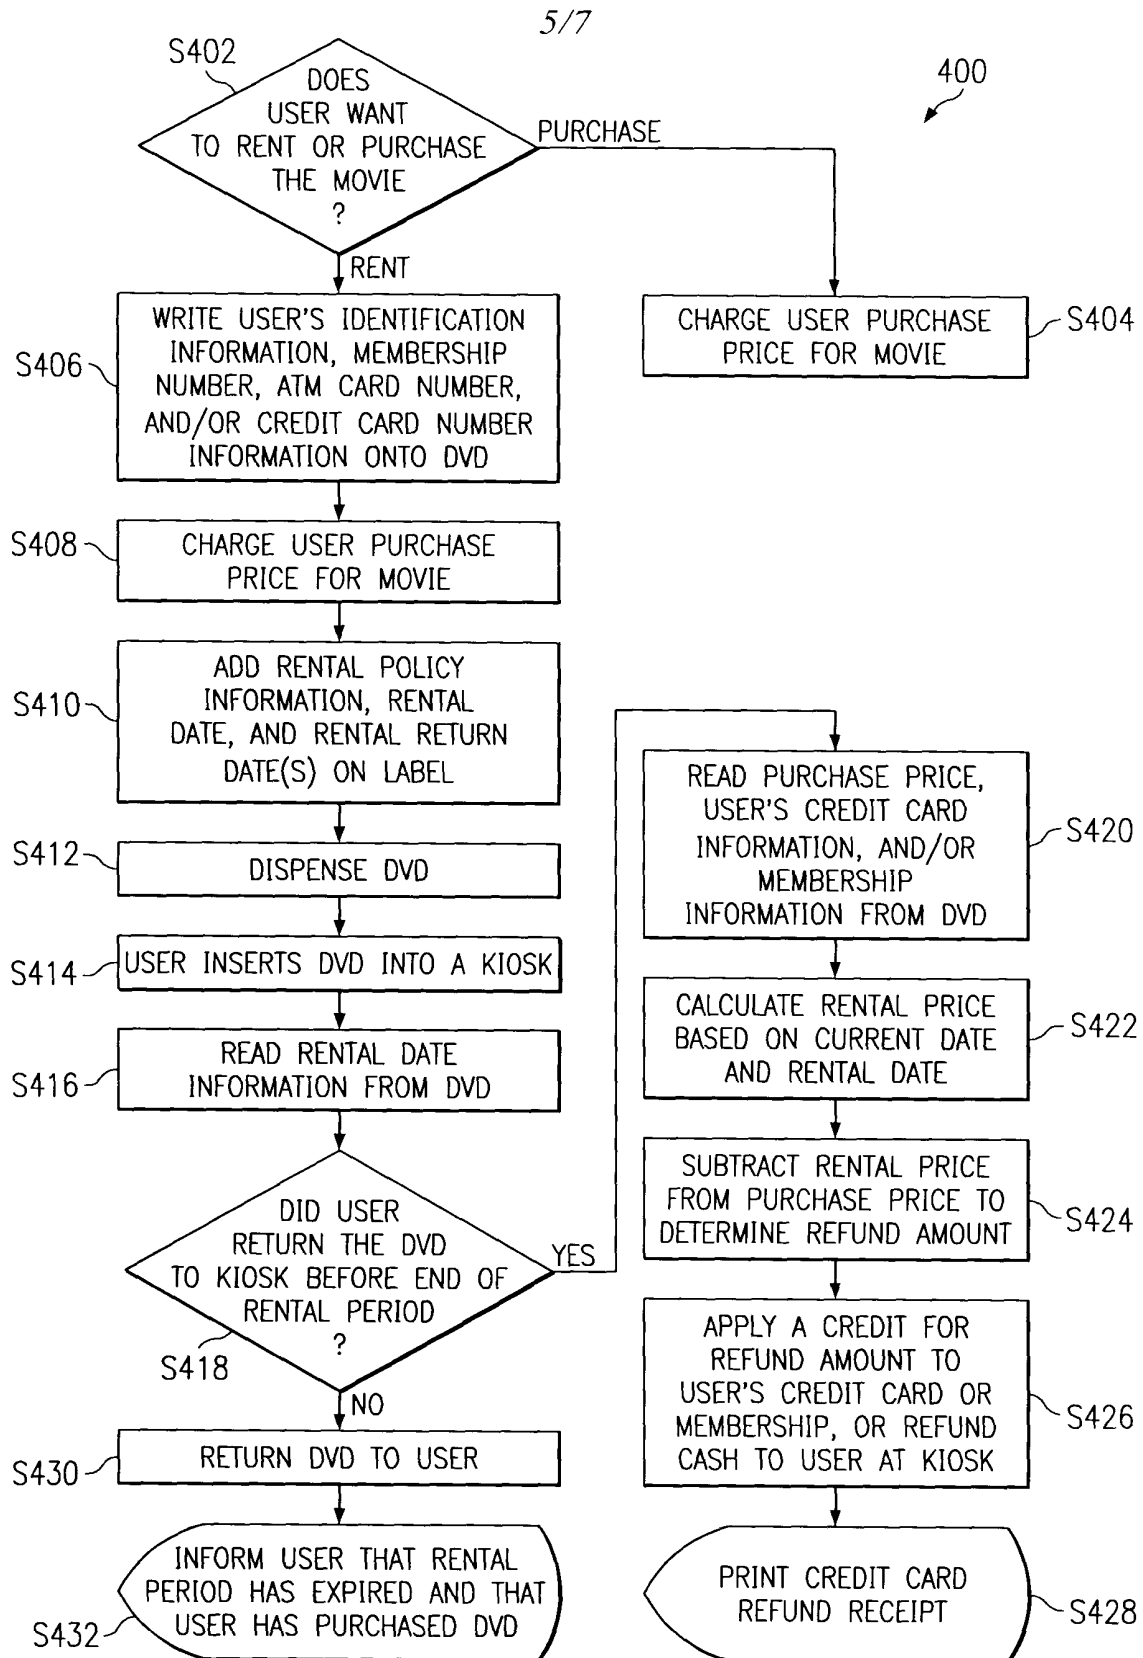 5/7
400
S402
DOES
USER WANT
TO RENT OR PURCHASE
THE MOVIE
?
PURCHASE
RENT
S404
CHARGE USER PURCHASE
PRICE FOR MOVIE
S406
WRITE USER'S IDENTIFICATION
INFORMATION, MEMBERSHIP
NUMBER, ATM CARD NUMBER,
AND/OR CREDIT CARD NUMBER
INFORMATION ONTO DVD
S408
CHARGE USER PURCHASE
PRICE FOR MOVIE
S410
ADD RENTAL POLICY
INFORMATION, RENTAL
DATE, AND RENTAL RETURN
DATE(S) ON LABEL
S412
DISPENSE DVD
S414
USER INSERTS DVD INTO A KIOSK
S416
READ RENTAL DATE
INFORMATION FROM DVD
DID USER
RETURN THE DVD
TO KIOSK BEFORE END OF
RENTAL PERIOD
?
S418
YES
NO
S430
RETURN DVD TO USER
INFORM USER THAT RENTAL
PERIOD HAS EXPIRED AND THAT
USER HAS PURCHASED DVD
S432
READ PURCHASE PRICE,
USER'S CREDIT CARD
INFORMATION, AND/OR
MEMBERSHIP
INFORMATION FROM DVD
S420
CALCULATE RENTAL PRICE
BASED ON CURRENT DATE
AND RENTAL DATE
S422
SUBTRACT RENTAL PRICE
FROM PURCHASE PRICE TO
DETERMINE REFUND AMOUNT
S424
APPLY A CREDIT FOR
REFUND AMOUNT TO
USER'S CREDIT CARD OR
MEMBERSHIP, OR REFUND
CASH TO USER AT KIOSK
S426
PRINT CREDIT CARD
REFUND RECEIPT
S428